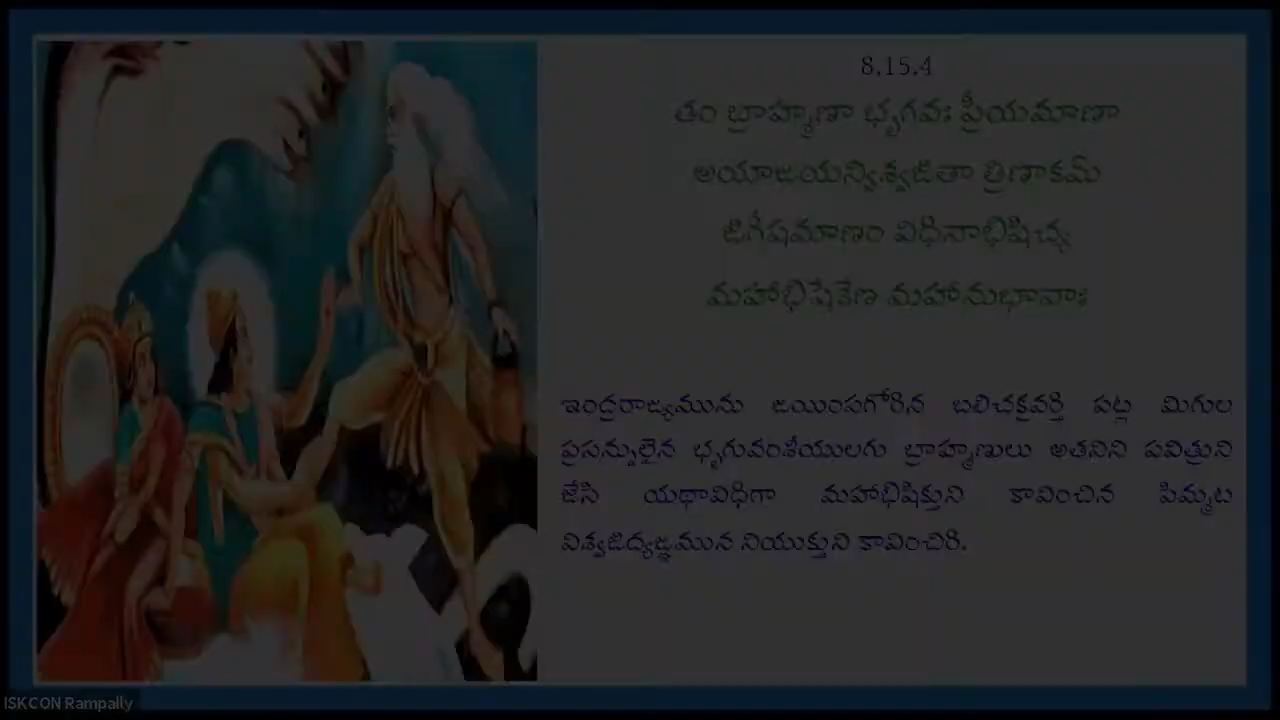 8.15.4
తం బ్రాహ్మణా భృగవః ప్రీయమాణా
అయాజయన్విశ్వజితా త్రిణాకమ్
జిగీషమాణం విధినాభిషిచ్య
మహాభిషేకేణ మహానుభావాః
ఇంద్రరాజ్యమును జయింపగోరిన బలిచక్రవర్తి పట్ల మిగుల
ప్రసన్నులైన భృగువంశీయులగు బ్రాహ్మణులు అతనిని పవిత్రుని
జేసి యథావిధిగా మహాభిషిక్తుని కావించిన పిమ్మట
విశ్వజిద్యజ్ఞమున నియుక్తుని కావించిరి.
ISKCON Rampally